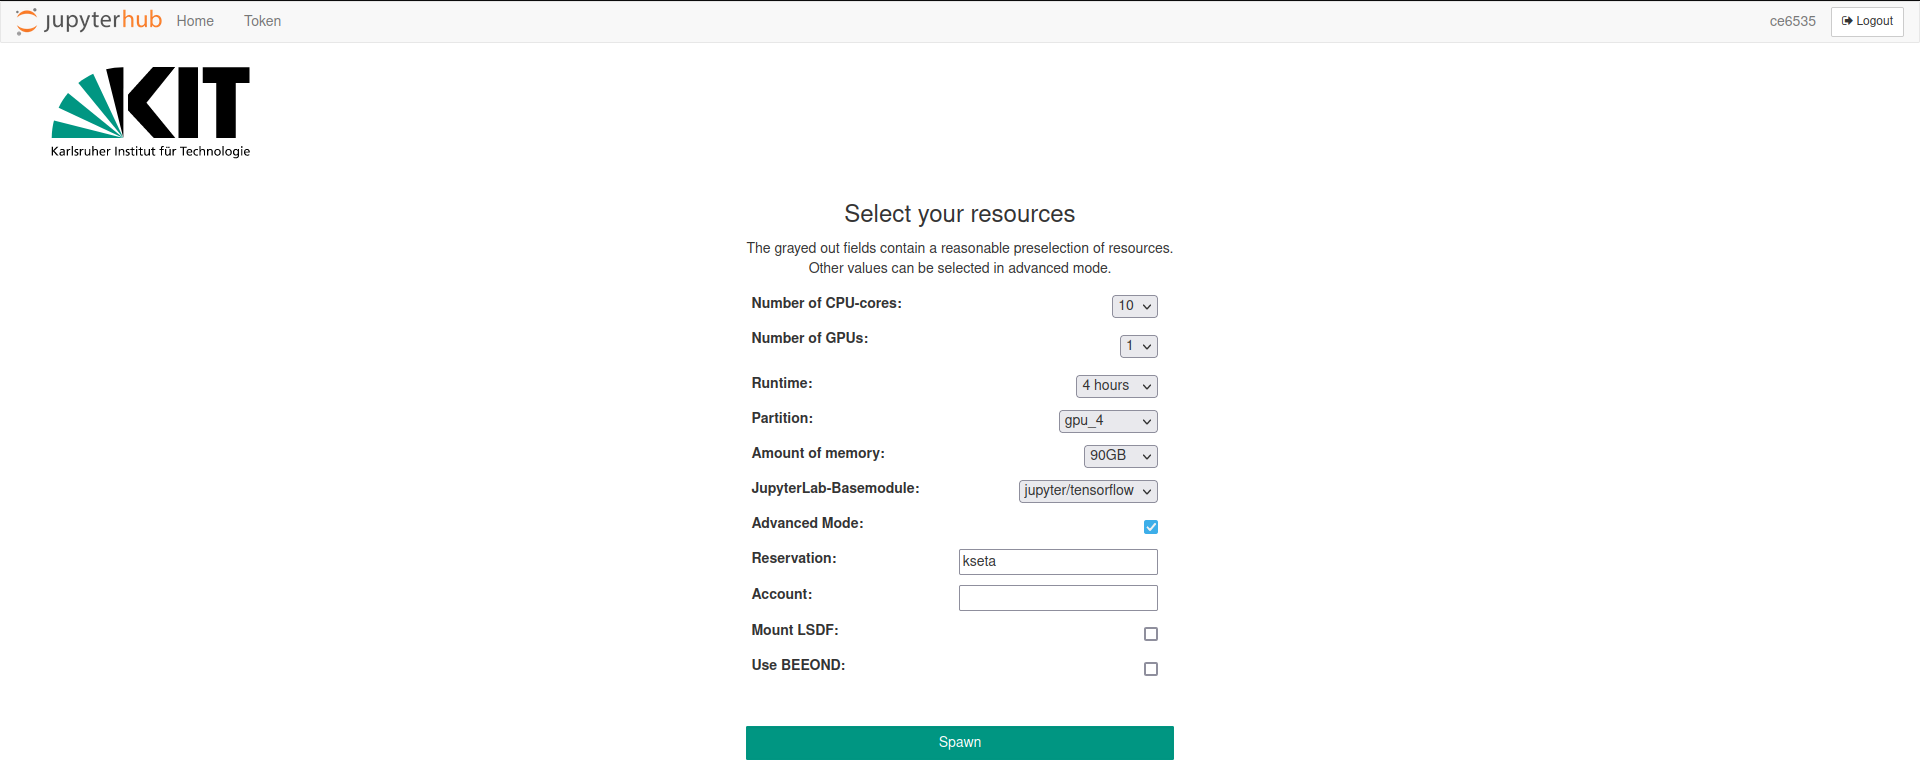 jupyterhub Home Token ce6535 Logout
KIT
Karlsruher Institut für Technologie
Select your resources
The grayed out fields contain a reasonable preselection of resources.
Other values can be selected in advanced mode.
Number of CPU-cores: 10
Number of GPUs: 1
Runtime: 4 hours
Partition: gpu_4
Amount of memory: 90GB
JupyterLab-Basemodule: jupyter/tensorflow
Advanced Mode:
Reservation: kseta
Account:
Mount LSDF:
Use BEEOND:
Spawn